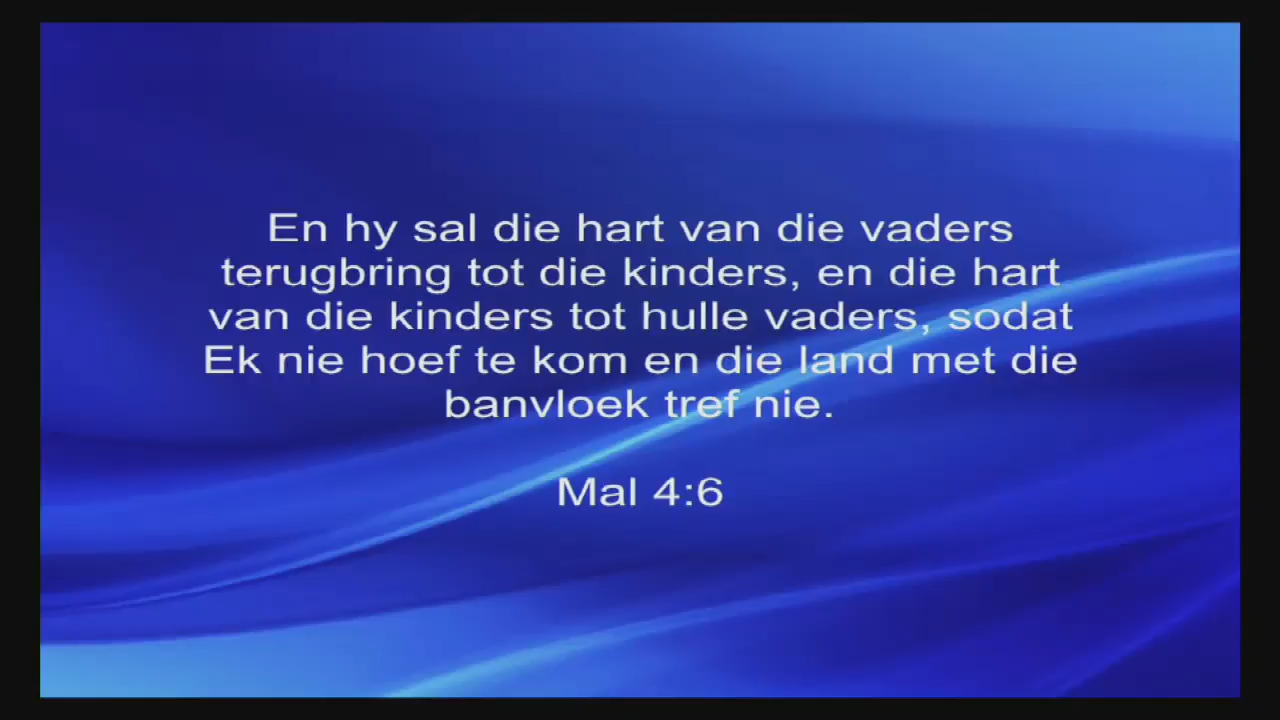 En hy sal die hart van die vaders
terugbring tot die kinders, en die hart
van die kinders tot hulle vaders, sodat
Ek nie hoef te kom en die land met die
banvloek tref nie.
Mal 4:6